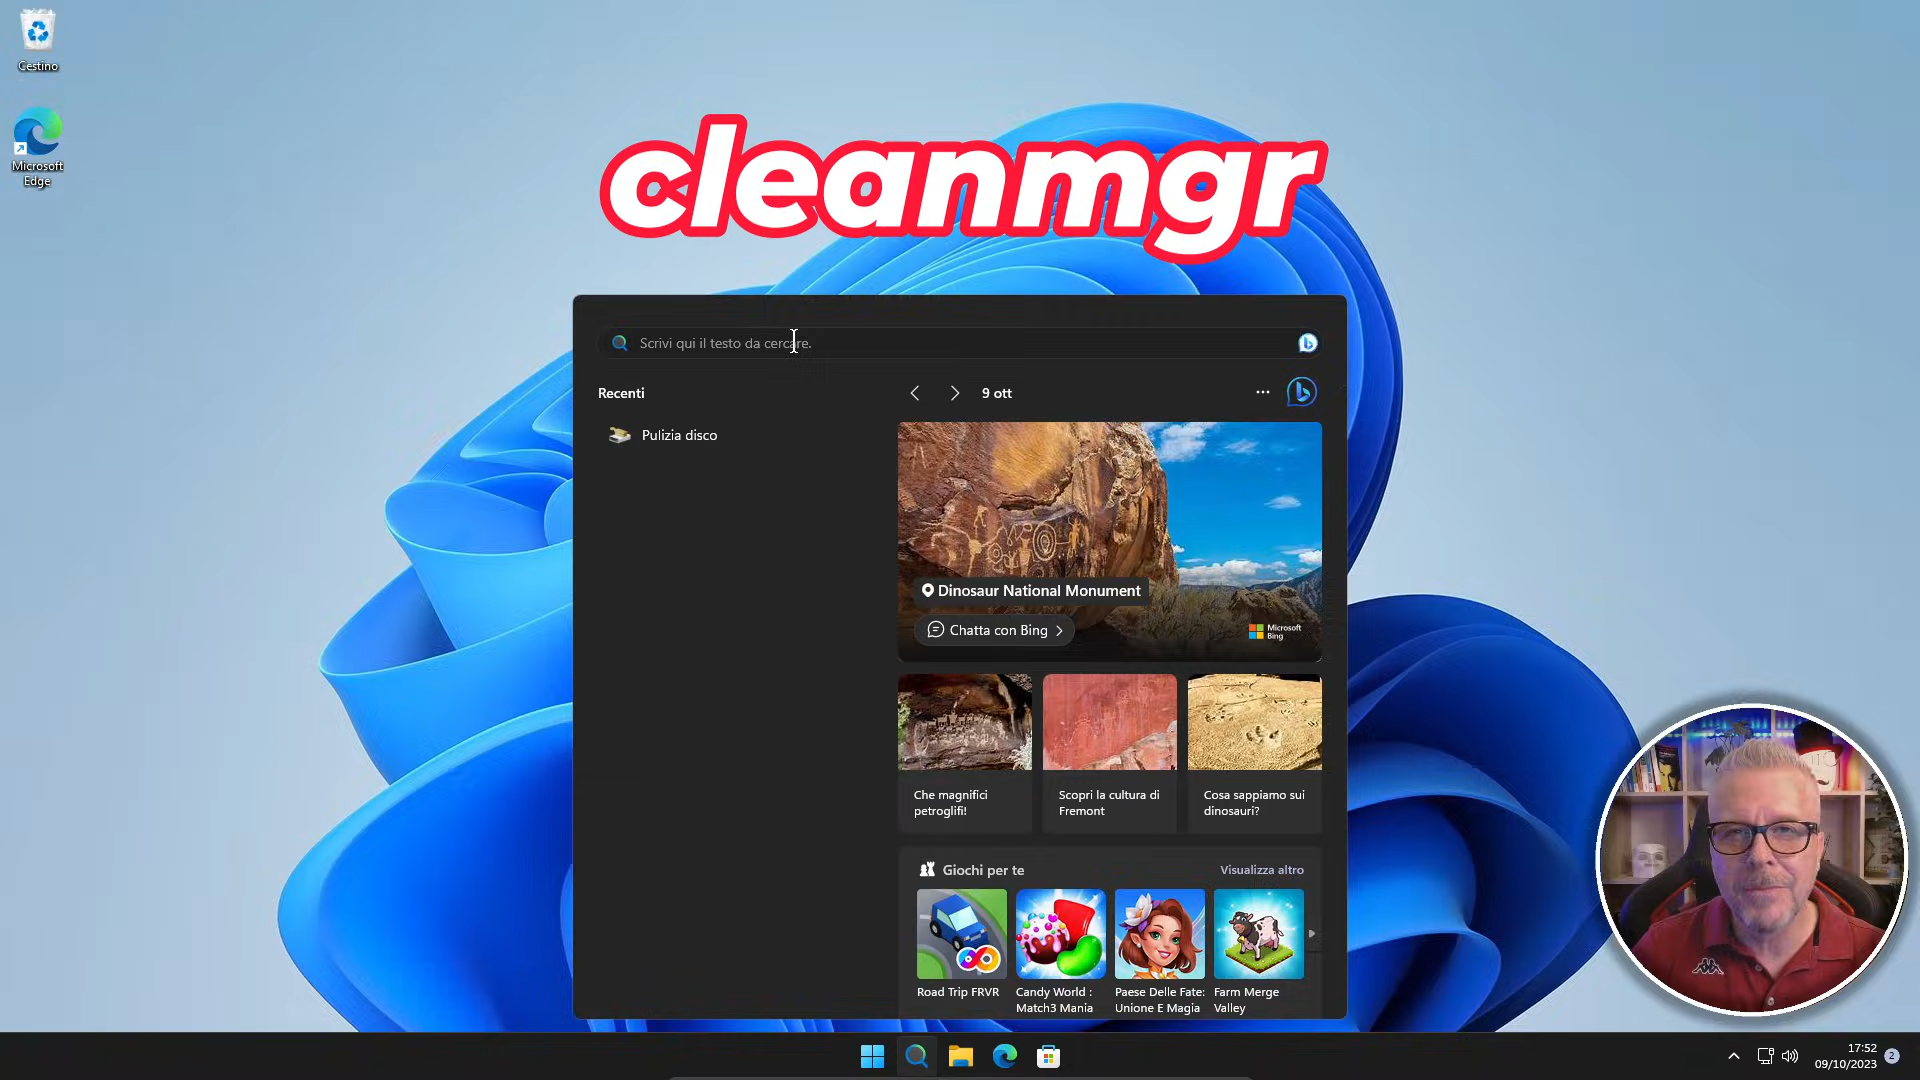 Cestino
Microsoft
Edge
cleanmgr
Scrivi qui il testo da cercare.
Recenti
9 ott
Pulizia disco
Dinosaur National Monument
Chatta con Bing
Microsoft
Bing
Che magnifici
petroglifi!
Scopri la cultura di
Fremont
Cosa sappiamo sui
dinosauri?
Giochi per te
Visualizza altro
Road Trip FRVR
Candy World :
Match3 Mania
Paese Delle Fate:
Unione E Magia
Farm Merge
Valley
17:52
09/10/2023
2